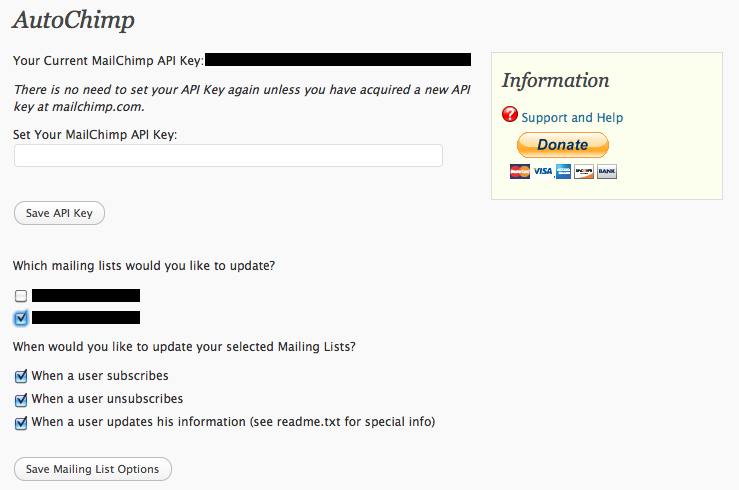 AutoChimp
Your Current MailChimp API Key:
There is no need to set your API Key again unless you have acquired a new API
key at mailchimp.com.
Set Your MailChimp API Key:
Save API Key
Which mailing lists would you like to update?
When would you like to update your selected Mailing Lists?
When a user subscribes
When a user unsubscribes
When a user updates his information (see readme.txt for special info)
Save Mailing List Options
Information
? Support and Help
Donate
MasterCard VISA DISCOVER BANK